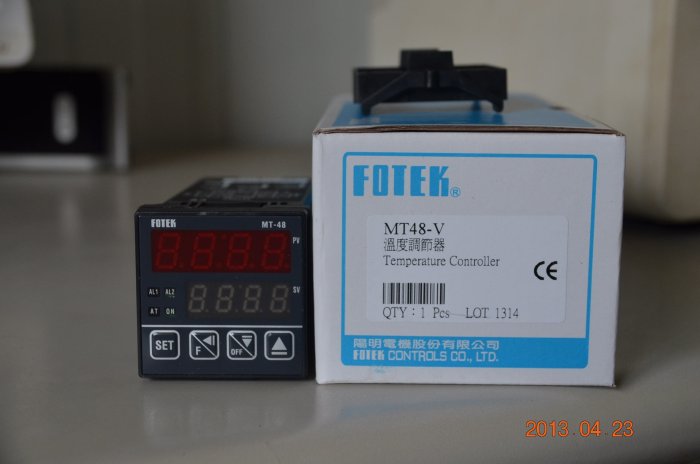 FOTEK
MT-48
PV
SV
AL1 AL2
AT ON
SET
F
OFF
FOTEK®
MT48-V
溫度調節器
Temperature Controller
CE
QTY：1 Pcs LOT 1314
陽明電機股份有限公司
FOTEK CONTROLS CO., LTD.
2013.04.23